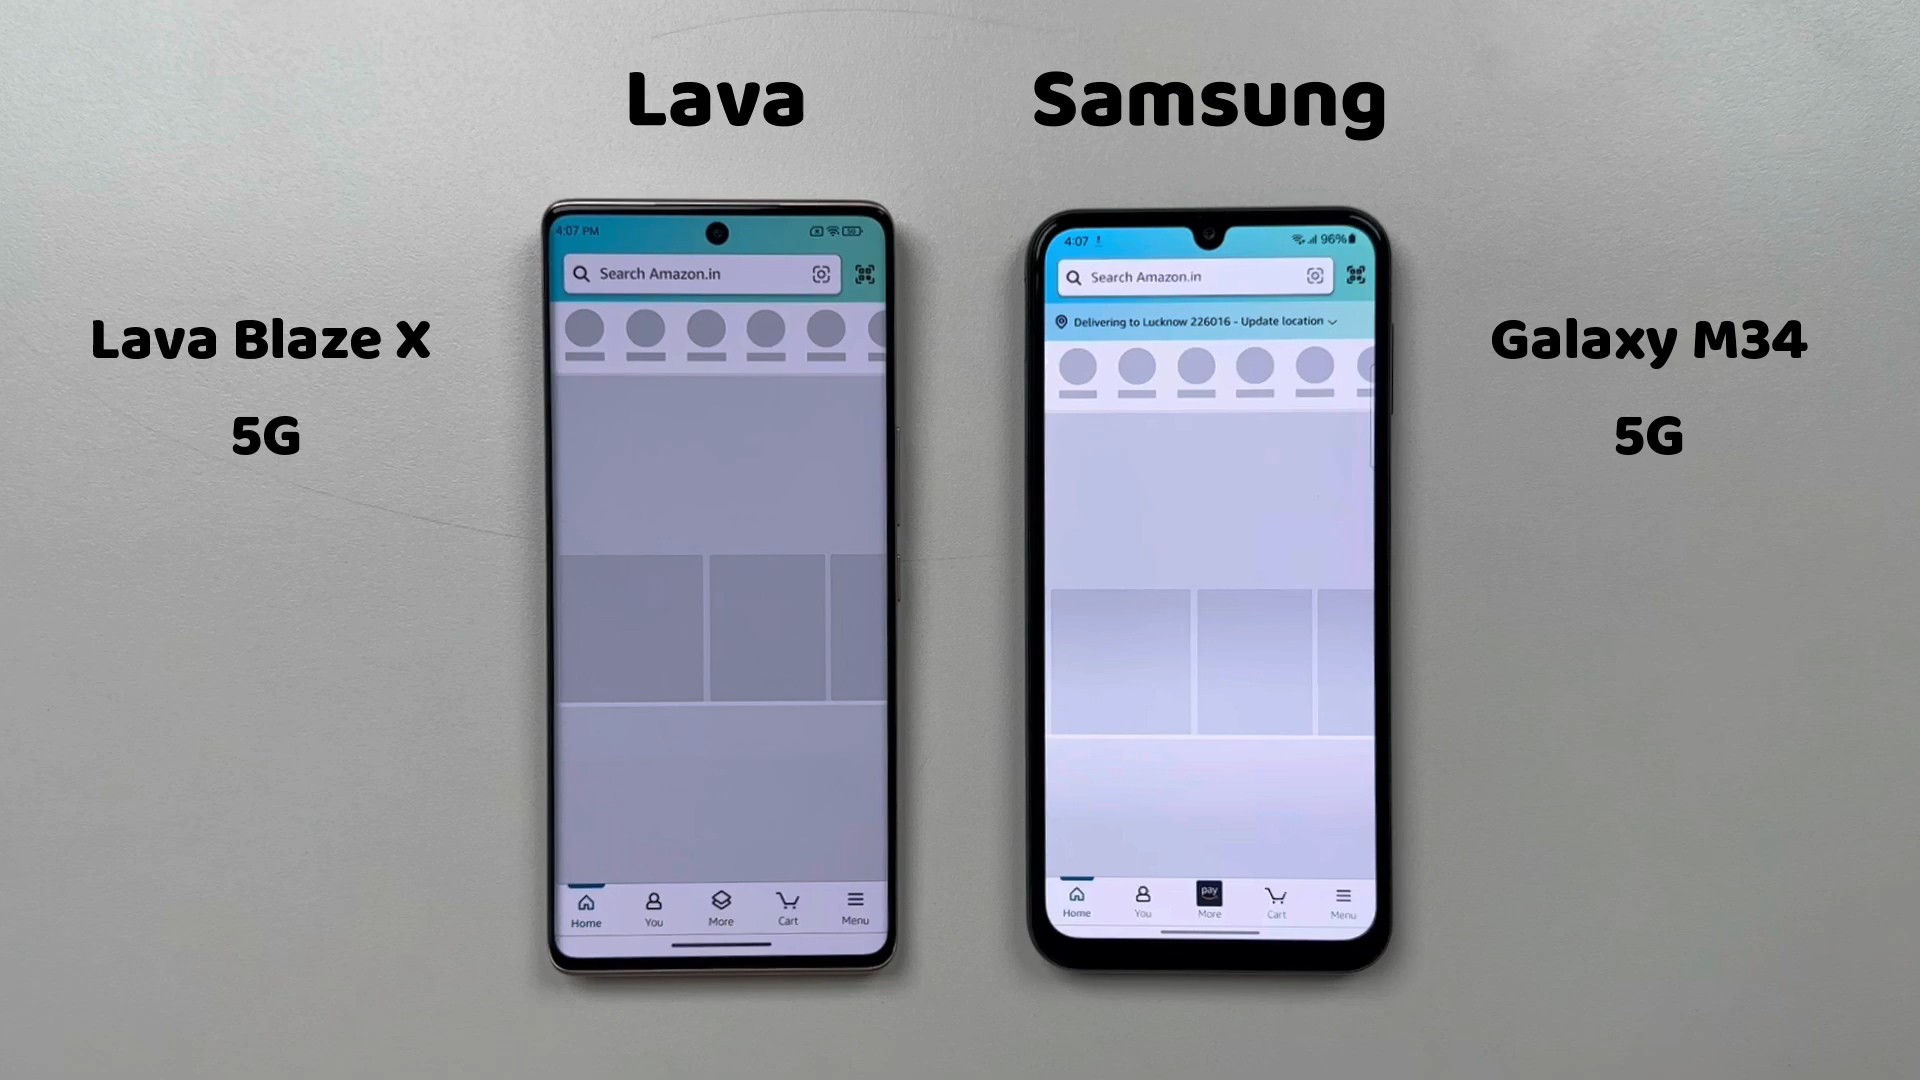 Lava
Samsung
Lava Blaze X
5G
Galaxy M34
5G
4:07 PM
Search Amazon.in
Home
You
More
Cart
Menu
4:07
96%
Search Amazon.in
Delivering to Lucknow 226016 - Update location
pay
Home
You
More
Cart
Menu